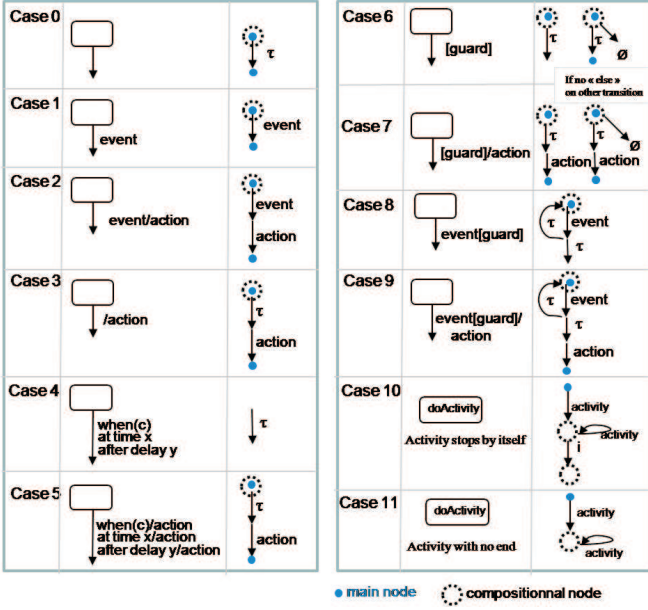 Case 0
τ
Case 1
event
event
Case 2
event/action
event
action
Case 3
/action
τ
action
Case 4
when(c)
at time x
after delay y
τ
Case 5
when(c)/action
at time x/action
after delay y/action
τ
action
Case 6
[guard]
τ
τ
Ø
If no « else »
on other transition
Case 7
[guard]/action
τ
τ
Ø
action
action
Case 8
event[guard]
event
τ
τ
Case 9
event[guard]/
action
event
τ
τ
action
Case 10
doActivity
Activity stops by itself
activity
activity
i
Case 11
doActivity
Activity with no end
activity
activity
main node
compositionnal node